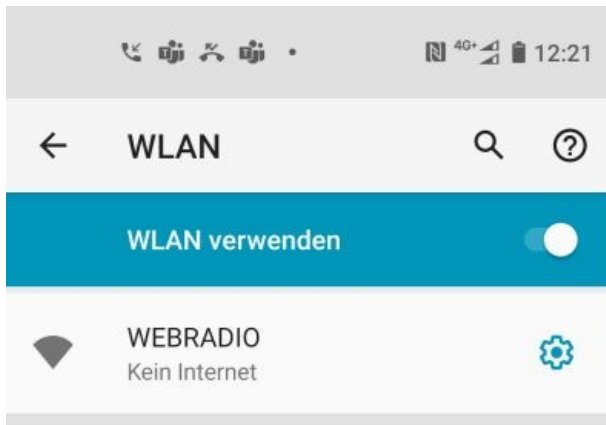 4G+ 12:21
WLAN
WLAN verwenden
WEBRADIO
Kein Internet